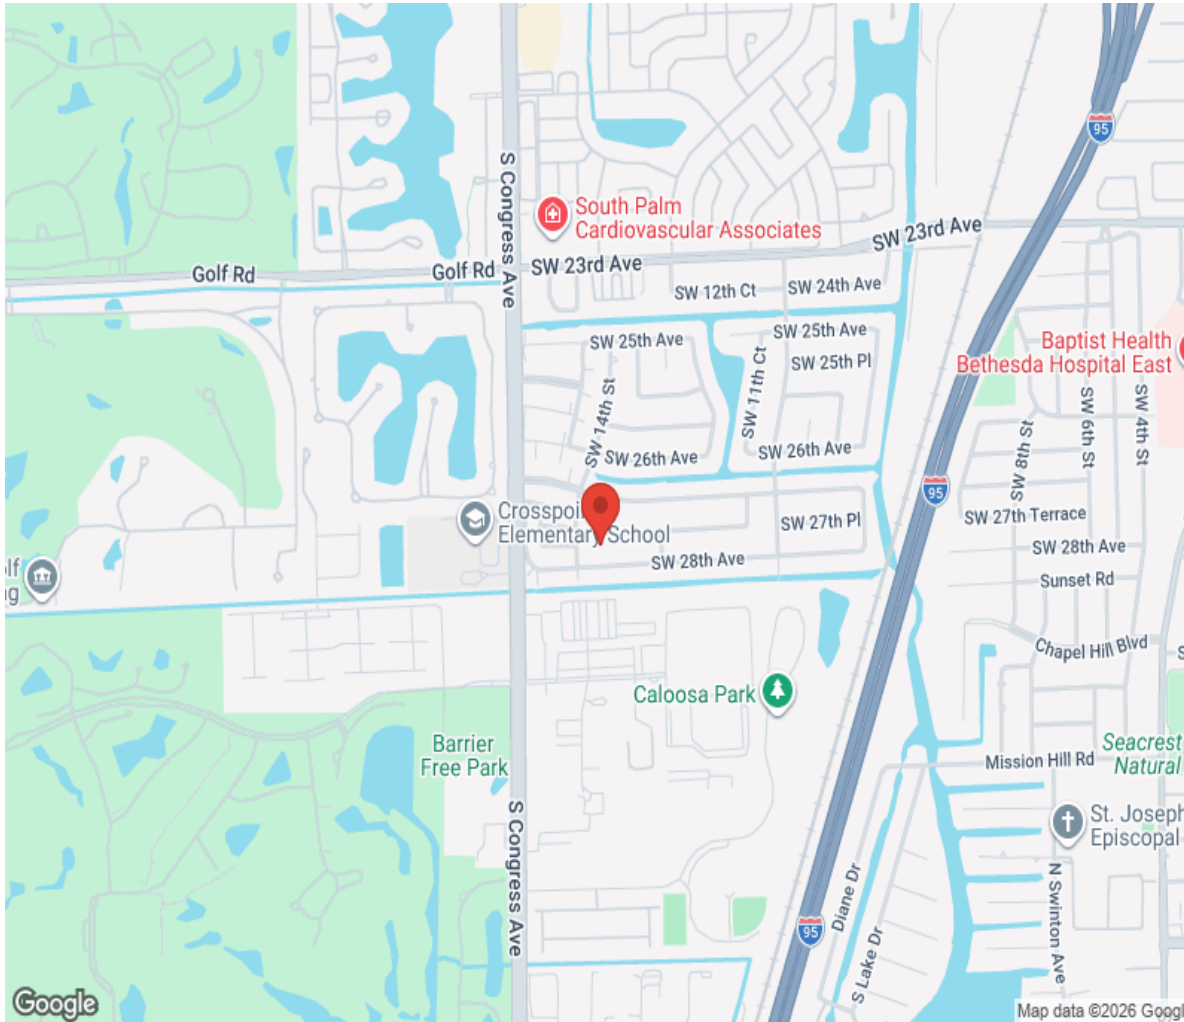 95
S Congress Ave
South Palm
Cardiovascular Associates
SW 23rd Ave
Golf Rd
Golf Rd
SW 23rd Ave
SW 12th Ct
SW 24th Ave
SW 25th Ave
SW 25th Ave
SW 25th Pl
Baptist Health
Bethesda Hospital East
SW 14th St
SW 11th Ct
SW 6th St
SW 4th St
SW 8th St
SW 26th Ave
SW 26th Ave
95
Elementary School
SW 27th Pl
SW 27th Terrace
SW 28th Ave
SW 28th Ave
Sunset Rd
Chapel Hill Blvd
Caloosa Park
Barrier
Free Park
Seacrest
Natural
Mission Hill Rd
S Congress Ave
St. Joseph
Episcopal
N Swinton Ave
Diane Dr
95
S Lake Dr
Google
Map data ©2026 Googl